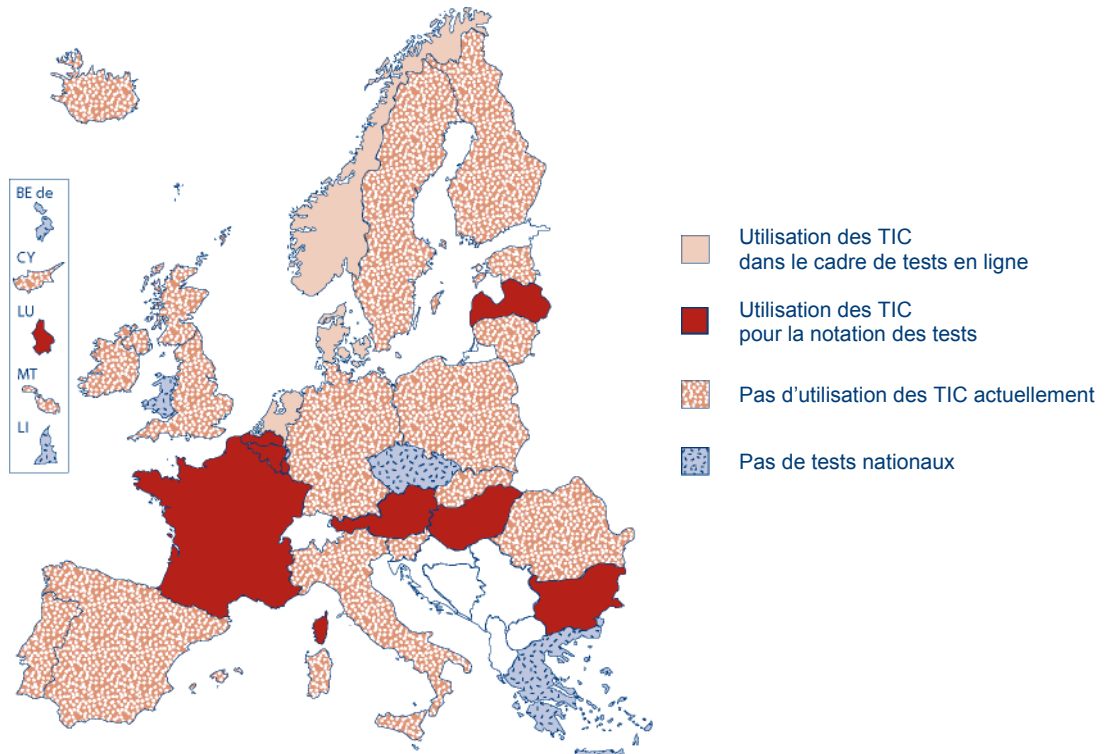 BE de
CY
LU
MT
LI
Utilisation des TIC
dans le cadre de tests en ligne
Utilisation des TIC
pour la notation des tests
Pas d’utilisation des TIC actuellement
Pas de tests nationaux